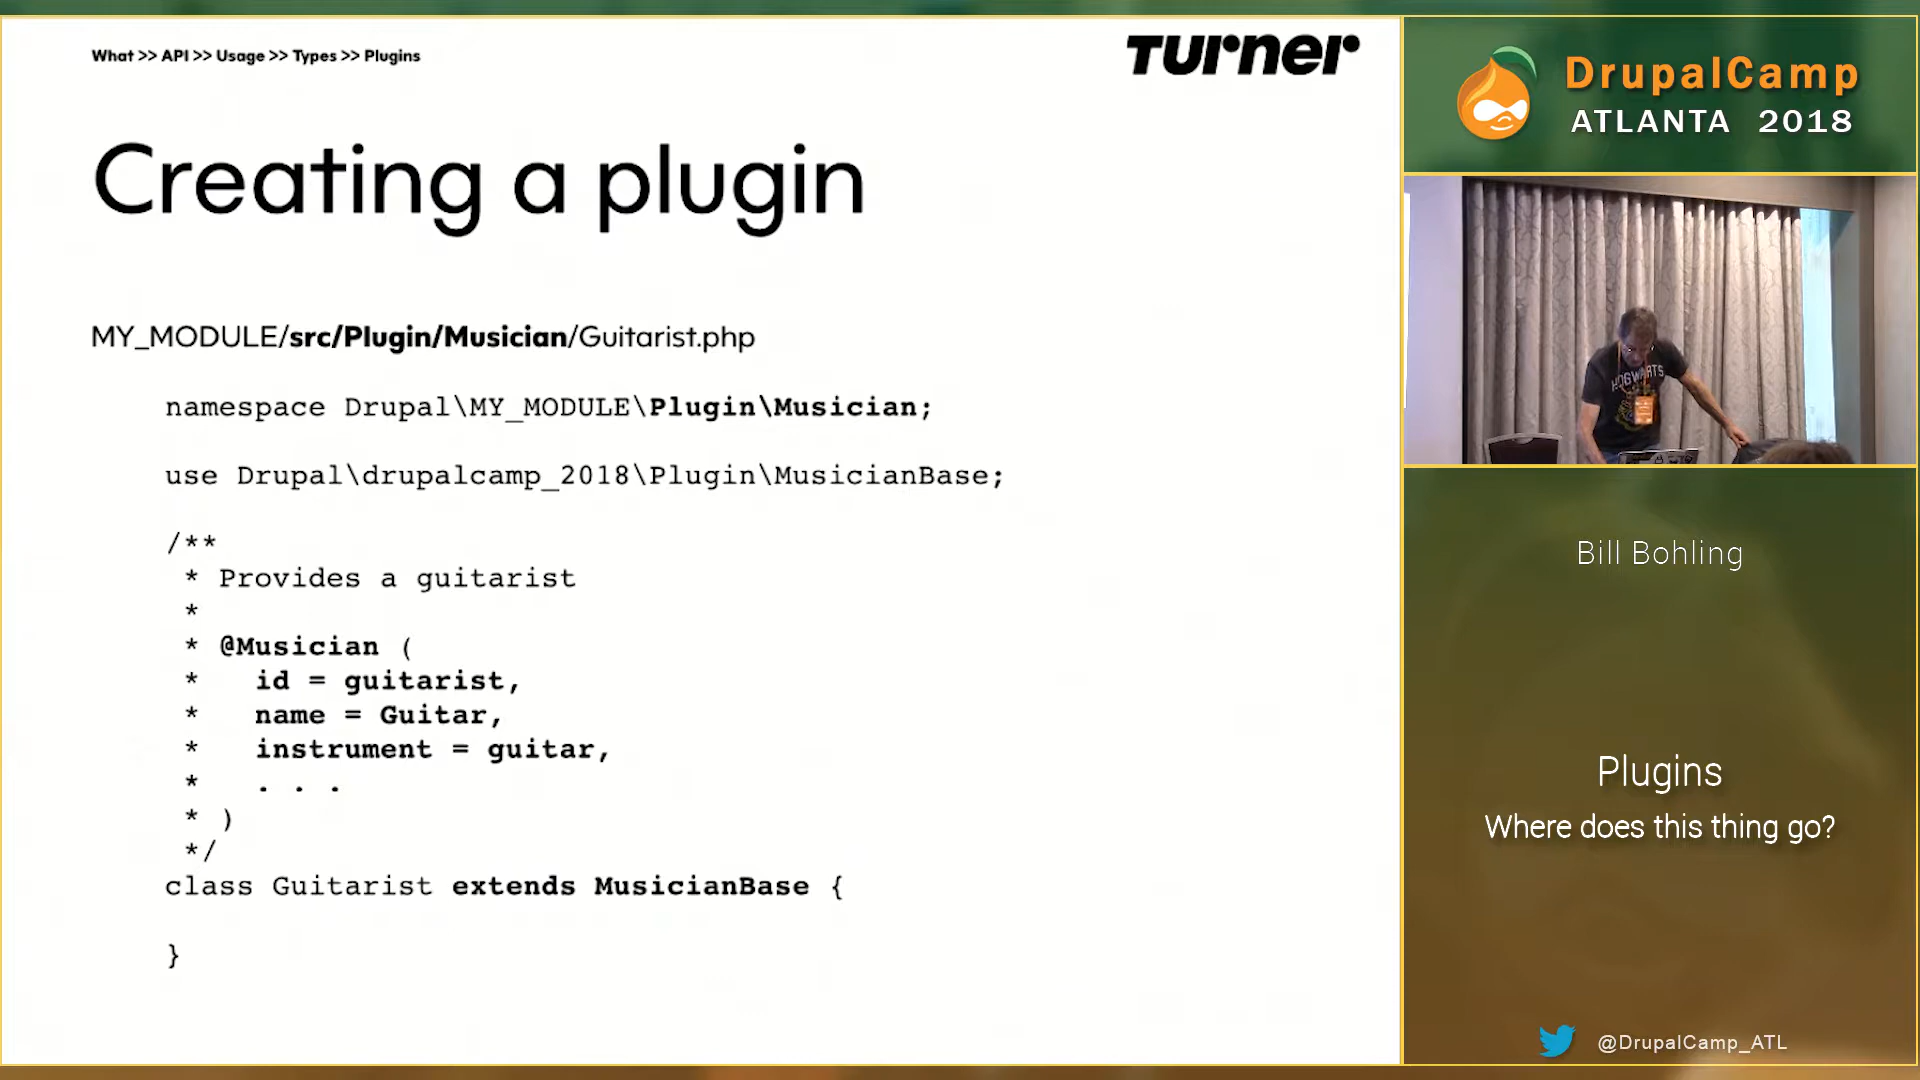 What >> API >> Usage >> Types >> Plugins
TURNER
Creating a plugin
MY_MODULE/src/Plugin/Musician/Guitarist.php
namespace Drupal\MY_MODULE\Plugin\Musician;
use Drupal\drupalcamp_2018\Plugin\MusicianBase;
/**
* Provides a guitarist
*
* @Musician (
* id = guitarist,
* name = Guitar,
* instrument = guitar,
* . . .
* )
*/
class Guitarist extends MusicianBase {
}
DrupalCamp
ATLANTA 2018
HOGWARTS
Bill Bohling
Plugins
Where does this thing go?
@DrupalCamp_ATL